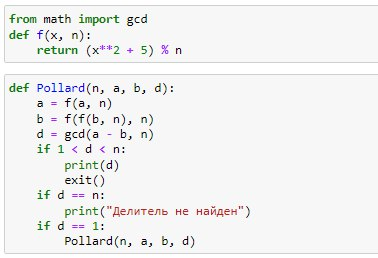 from math import gcd
def f(x, n):
    return (x**2 + 5) % n
def Pollard(n, a, b, d):
    a = f(a, n)
    b = f(f(b, n), n)
    d = gcd(a - b, n)
    if 1 < d < n:
        print(d)
        exit()
    if d == n:
        print("Делитель не найден")
    if d == 1:
        Pollard(n, a, b, d)